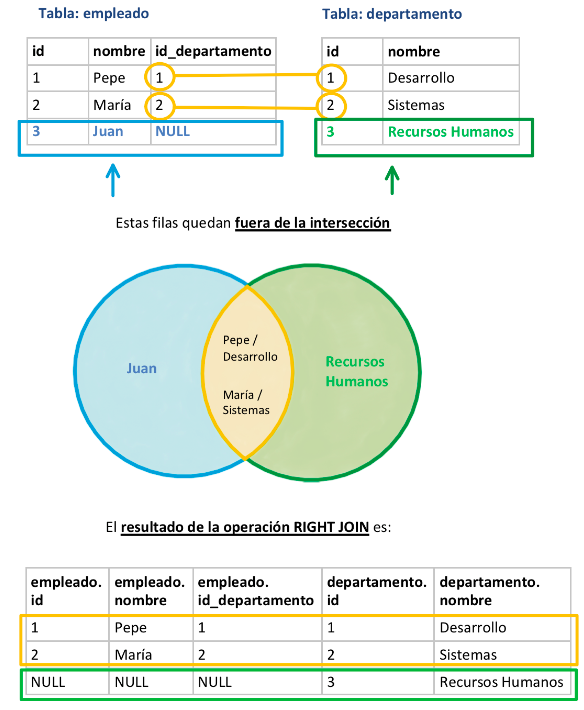 Tabla: empleado
Tabla: departamento
id nombre id_departamento
1 Pepe 1
2 María 2
3 Juan NULL
id nombre
1 Desarrollo
2 Sistemas
3 Recursos Humanos
Estas filas quedan fuera de la intersección
Juan
Pepe /
Desarrollo
María /
Sistemas
Recursos
Humanos
El resultado de la operación RIGHT JOIN es:
empleado. empleado. empleado. departamento. departamento.
id nombre id_departamento id nombre
1 Pepe 1 1 Desarrollo
2 María 2 2 Sistemas
NULL NULL NULL 3 Recursos Humanos